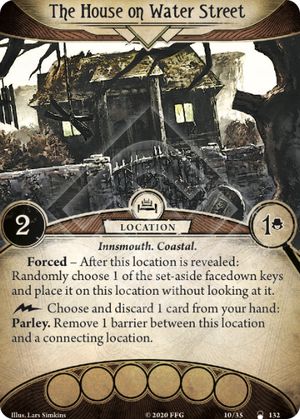 The House on Water Street
2
LOCATION
1
Innsmouth. Coastal.
Forced – After this location is revealed:
Randomly choose 1 of the set-aside facedown keys
and place it on this location without looking at it.
Choose and discard 1 card from your hand:
Parley. Remove 1 barrier between this location
and a connecting location.
Illus. Lars Simkins
© 2020 FFG
10/35
132